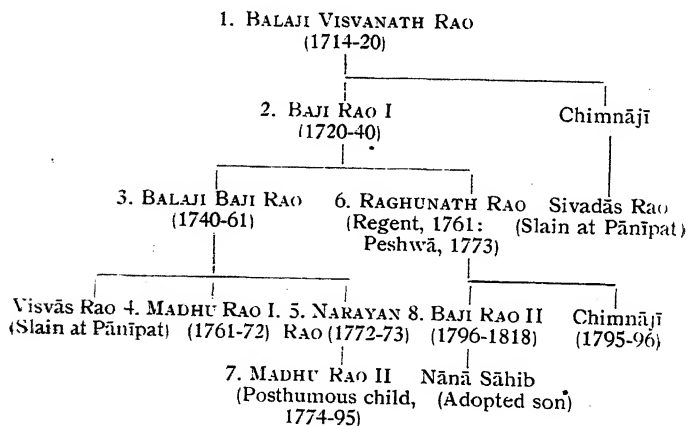 1. BALAJI VISVANATH RAO
(1714-20)
2. BAJI RAO I
(1720-40)
Chimnājī
3. BALAJI BAJI RAO
(1740-61)
6. RAGHUNATH RAO
(Regent, 1761:
Peshwā, 1773)
Sivadās Rao
(Slain at Pānīpat)
Visvās Rao
(Slain at Pānīpat)
4. MADHU RAO I.
(1761-72)
5. NARAYAN
RAO (1772-73)
8. BAJI RAO II
(1796-1818)
Chimnājī
(1795-96)
7. MADHU RAO II
(Posthumous child,
1774-95)
Nānā Sāhib
(Adopted son)